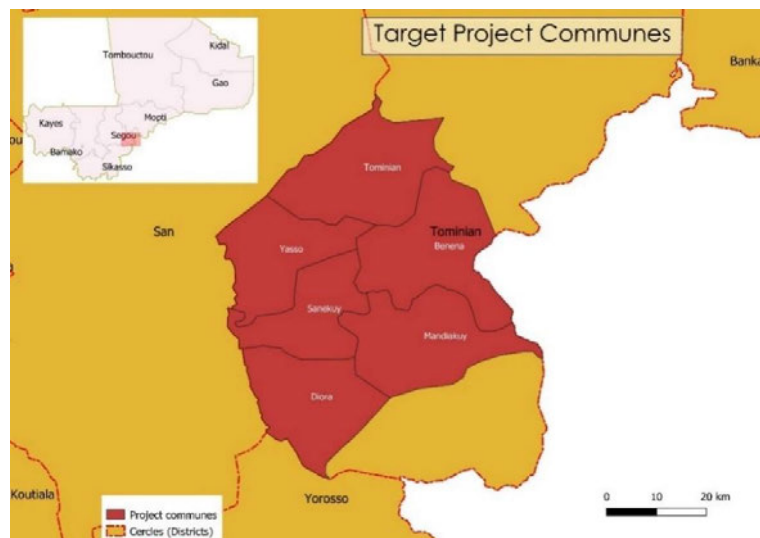 Target Project Communes
Kidal
Tombouctou
Gao
Mopti
Kayes
Segou
Bamako
Sikasso
Banka
ou
Tominian
San
Tominian
Yasso
Benena
Sanekuy
Mandiakuy
Diora
Koutiala
Yorosso
Project communes
Cercles (Districts)
0 10 20 km